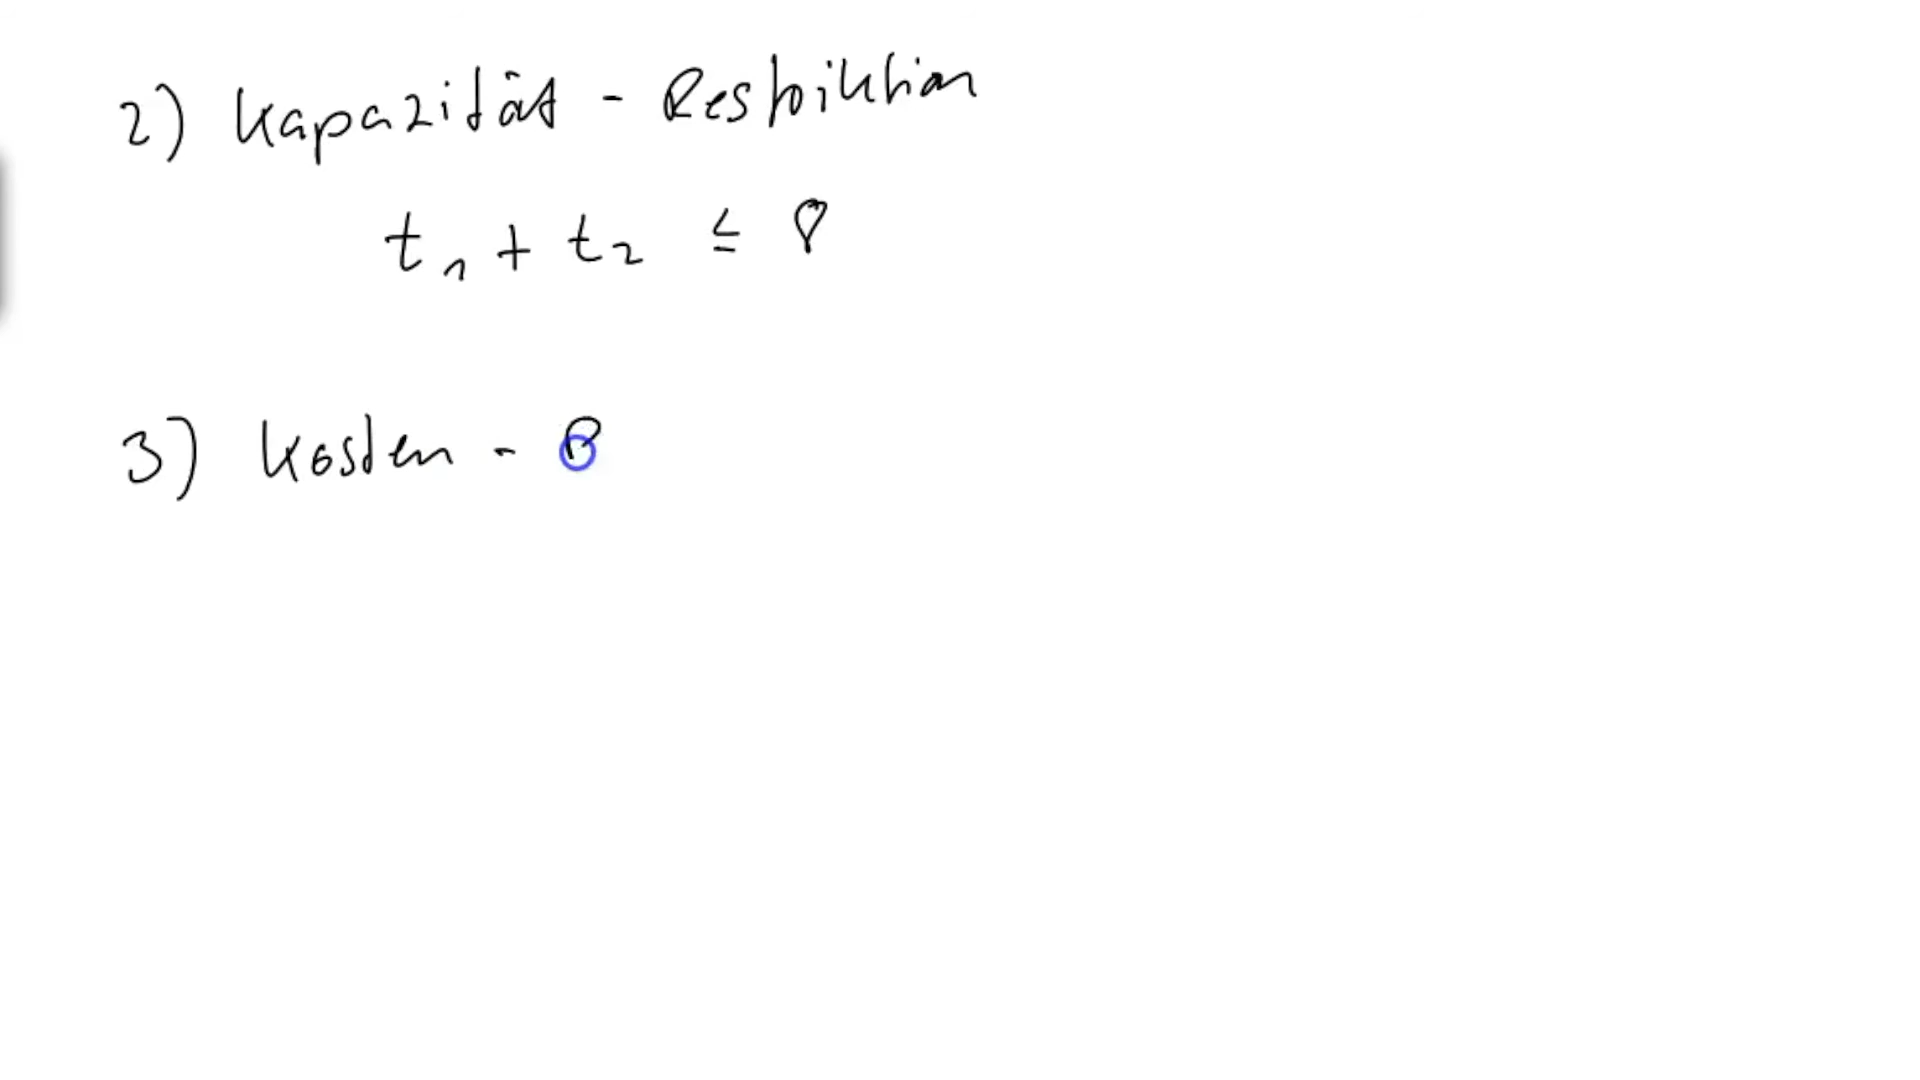 2) Kapazität - Restriktion
t₁ + t₂ ≤ 8
3) Kosten -